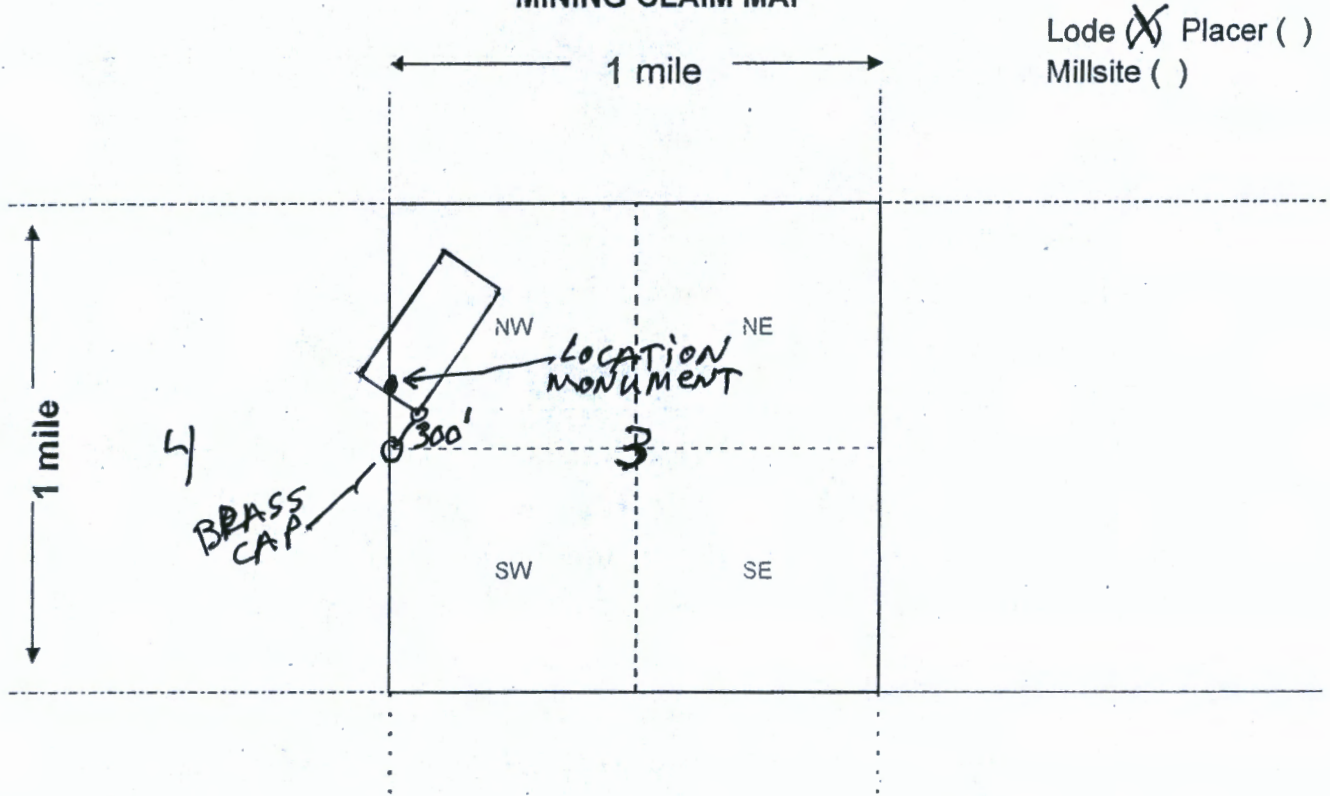 MINING CLAIM MAP
Lode (X) Placer ( )
Millsite ( )
1 mile
NW
NE
LOCATION
MONUMENT
300'
1 mile
4
3
BRASS
CAP
SW
SE